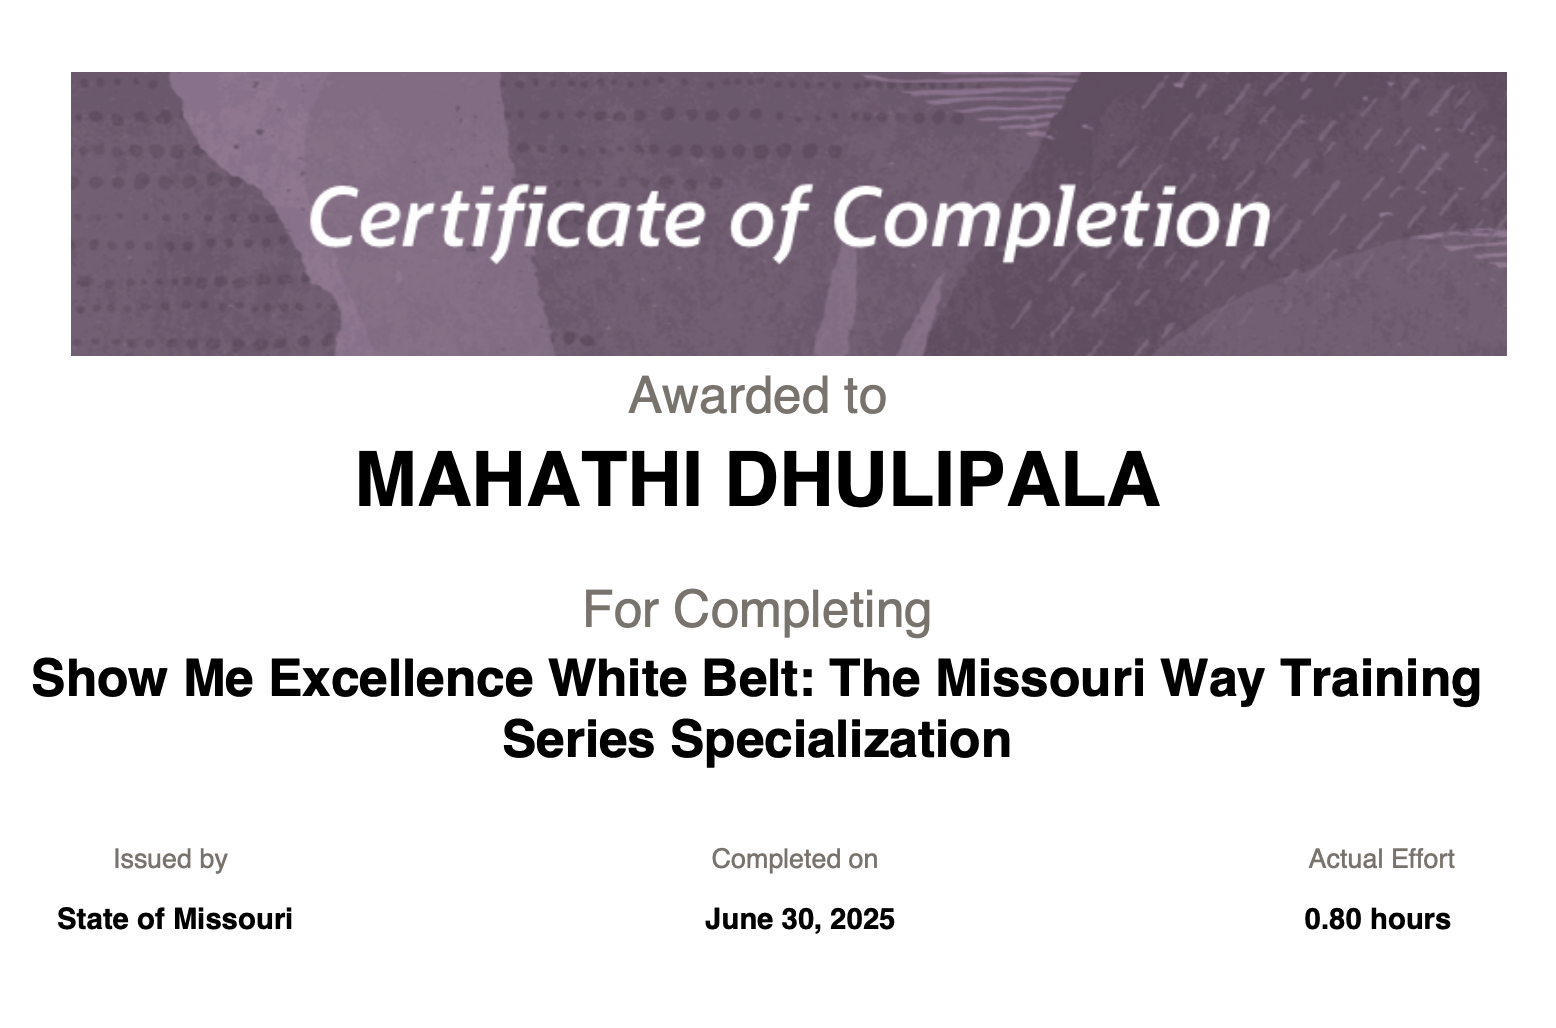 Certificate of Completion
Awarded to
MAHATHI DHULIPALA
For Completing
Show Me Excellence White Belt: The Missouri Way Training
Series Specialization
Issued by
Completed on
Actual Effort
State of Missouri
June 30, 2025
0.80 hours